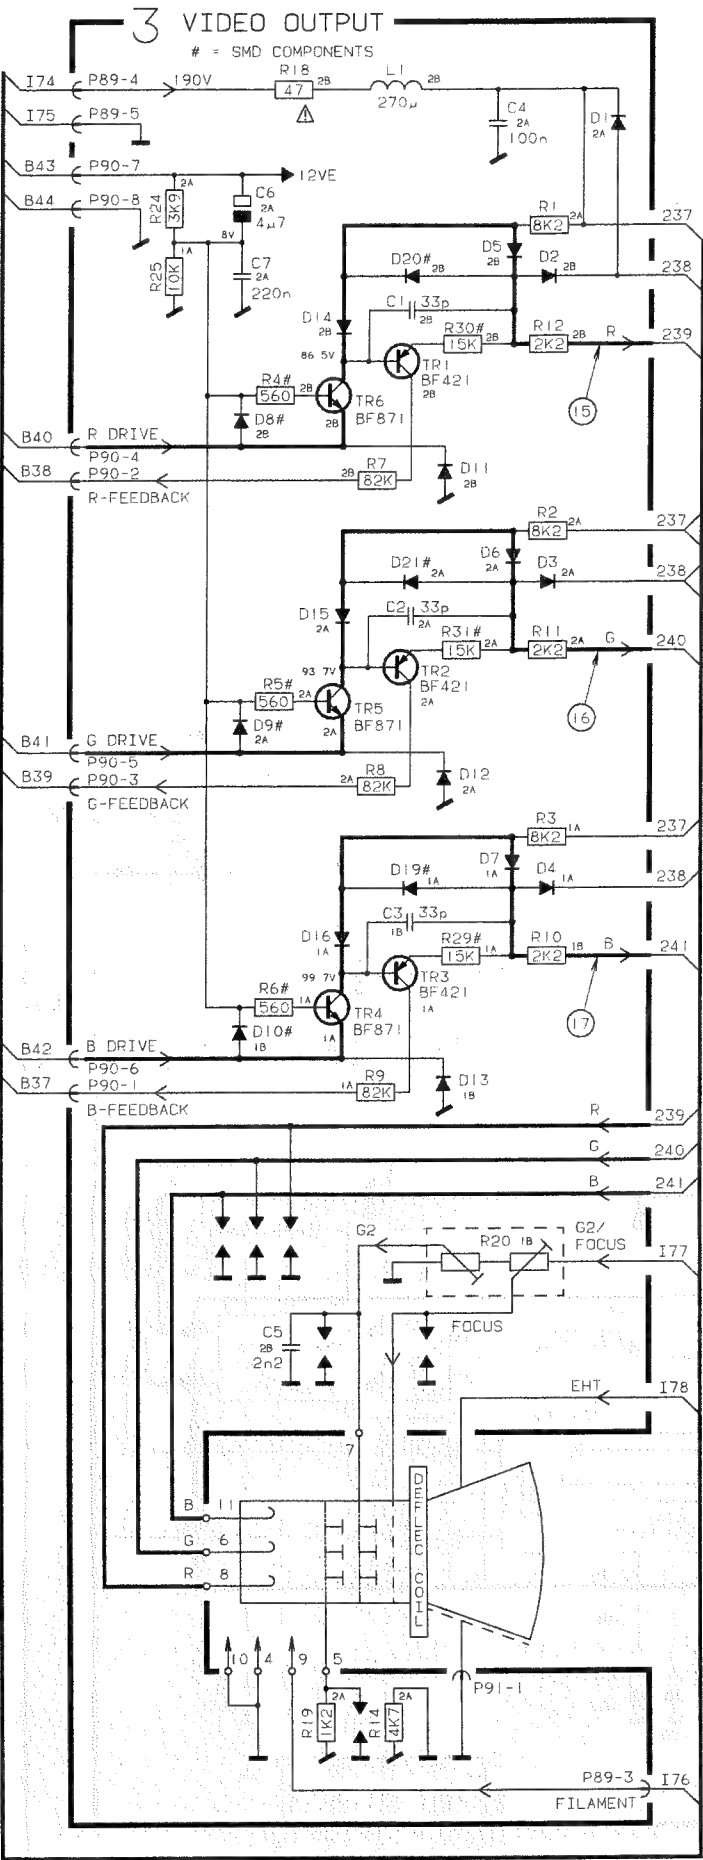 3 VIDEO OUTPUT
# = SMD COMPONENTS
I74 P89-4 190V R18 47 2B L1 270µ 2B
I75 P89-5 C4 2A 100n D1 2A
B43 P90-7 12VE
B44 P90-8 R24 3K9 2A C6 2A 4µ7
8V 1A
R25 10K C7 2A 220n
R1 8K2 2A 237
D5 2B D20# 2B D2 2B 238
C1 33p 2B
D14 2B
R30# 15K 2B R12 2K2 2B R 239
86 5V
TR1 BF421 2B
15
R4# 560 2B TR6 BF871 2B
D8# 2B
B40 R DRIVE
P90-4
B38 P90-2 R7 82K 2B D11 2B
R-FEEDBACK
R2 8K2 2A 237
D6 2A D21# 2A D3 2A 238
C2 33p 2A
D15 2A
R31# 15K 2A R11 2K2 2A G 240
93 7V
TR2 BF421 2A
16
R5# 560 2A TR5 BF871 2A
D9# 2A
B41 G DRIVE
P90-5
B39 P90-3 R8 82K 2A D12 2A
G-FEEDBACK
R3 8K2 1A 237
D7 1A D19# 1A D4 1A 238
C3 33p 1B
D16 1A
R29# 15K 1A R10 2K2 1B B 241
99 7V
TR3 BF421 1A
17
R6# 560 1A TR4 BF871 1A
D10# 1B
B42 B DRIVE
P90-6
B37 P90-1 R9 82K 1A D13 1B
B-FEEDBACK
R 239
G 240
B 241
G2 R20 1B G2/
FOCUS I77
FOCUS
C5 2B 2n2
EHT I78
7
DEFLEC COIL
B 11
G 6
R 8
10 4 9 5
P91-1
R19 1K2 2A R14 4K7 2A
P89-3 I76
FILAMENT